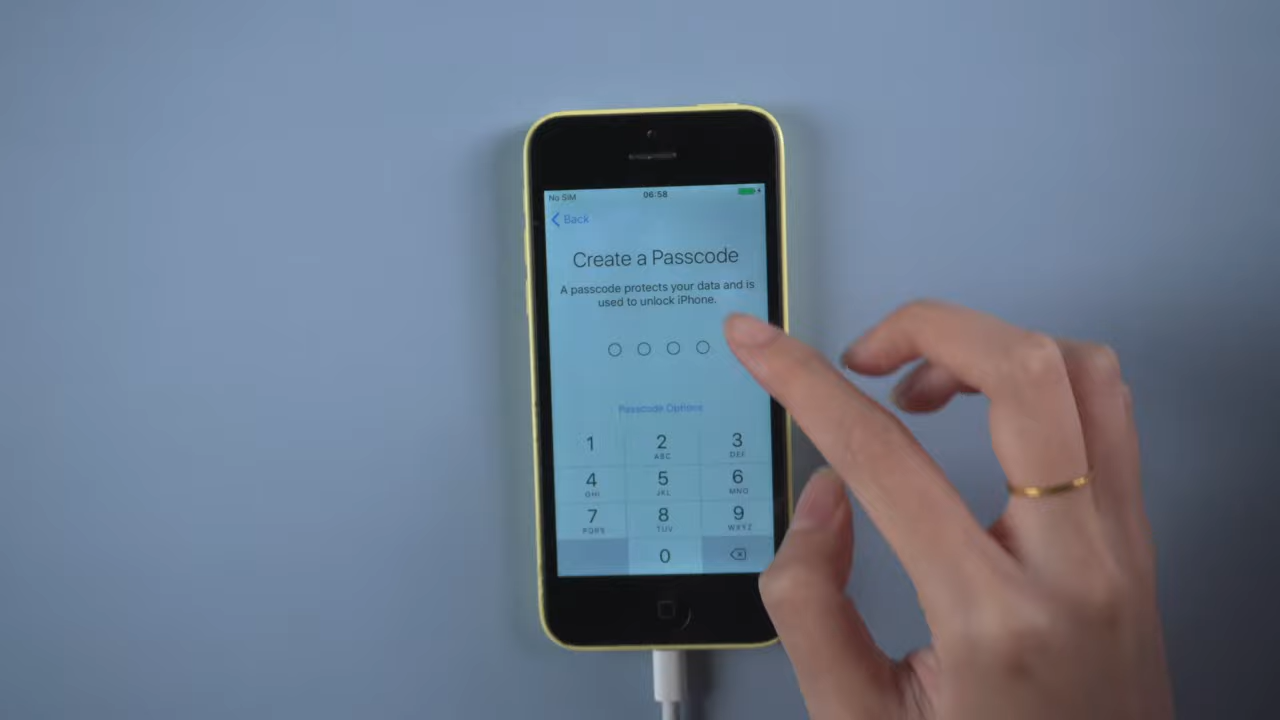 No SIM 06:58
Back
Create a Passcode
A passcode protects your data and is
used to unlock iPhone.
Passcode Options
1 2 3
ABC DEF
4 5 6
GHI JKL MNO
7 8 9
PQRS TUV WXYZ
0